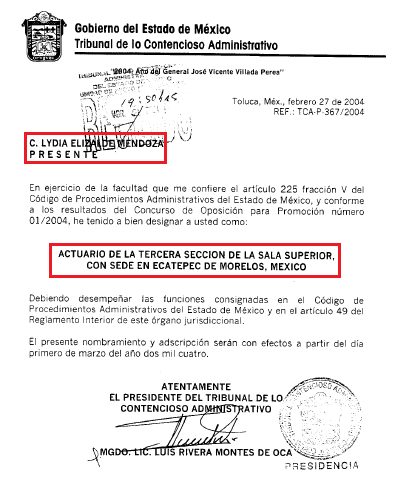 Gobierno del Estado de México
Tribunal de lo Contencioso Administrativo
"2004. Año del General José Vicente Villada Perea"
TRIBUNAL
ADMINISTRA
DEL ESTADO DE
Toluca, Méx., febrero 27 de 2004
REF.: TCA-P-367/2004
C. LYDIA ELIZALDE MENDOZA
P R E S E N T E
En ejercicio de la facultad que me confiere el artículo 225 fracción V del
Código de Procedimientos Administrativos del Estado de México, y conforme
a los resultados del Concurso de Oposición para Promoción número
01/2004, he tenido a bien designar a usted como:
ACTUARIO DE LA TERCERA SECCION DE LA SALA SUPERIOR,
CON SEDE EN ECATEPEC DE MORELOS, MEXICO
Debiendo desempeñar las funciones consignadas en el Código de
Procedimientos Administrativos del Estado de México y en el artículo 49 del
Reglamento Interior de este órgano jurisdiccional.
El presente nombramiento y adscripción serán con efectos a partir del día
primero de marzo del año dos mil cuatro.
ATENTAMENTE
EL PRESIDENTE DEL TRIBUNAL DE LO
CONTENCIOSO ADMINISTRATIVO
MGDO. LIC. LUIS RIVERA MONTES DE OCA
PRESIDENCIA